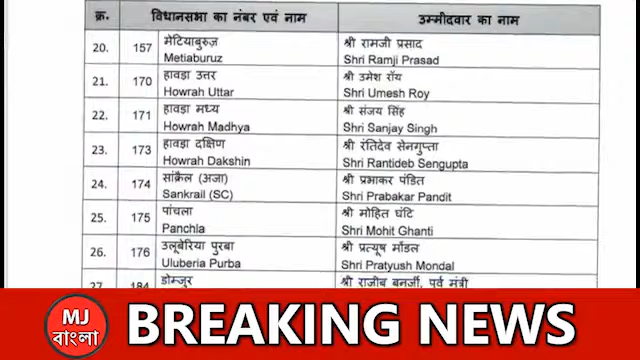 क्र. विधानसभा का नंबर एवं नाम उम्मीदवार का नाम
20. 157 मेटियाबुरुज़ श्री रामजी प्रसाद
Metiaburuz Shri Ramji Prasad
21. 170 हावडा उत्तर श्री उमेश रॉय
Howrah Uttar Shri Umesh Roy
22. 171 हावडा मध्य श्री संजय सिंह
Howrah Madhya Shri Sanjay Singh
23. 173 हावडा दक्षिण श्री रंतिदेव सेनगुप्ता
Howrah Dakshin Shri Rantideb Sengupta
24. 174 सांक्रैल (अजा) श्री प्रभाकर पंडित
Sankrail (SC) Shri Prabakar Pandit
25. 175 पांचला श्री मोहित घंटि
Panchla Shri Mohit Ghanti
26. 176 उलूबेरिया पुरबा श्री प्रत्यूष मोंडल
Uluberia Purba Shri Pratyush Mondal
27. 184 डोम्जुर श्री राजीब बनर्जी, पूर्व मंत्री
MJ
বাংলা
BREAKING NEWS